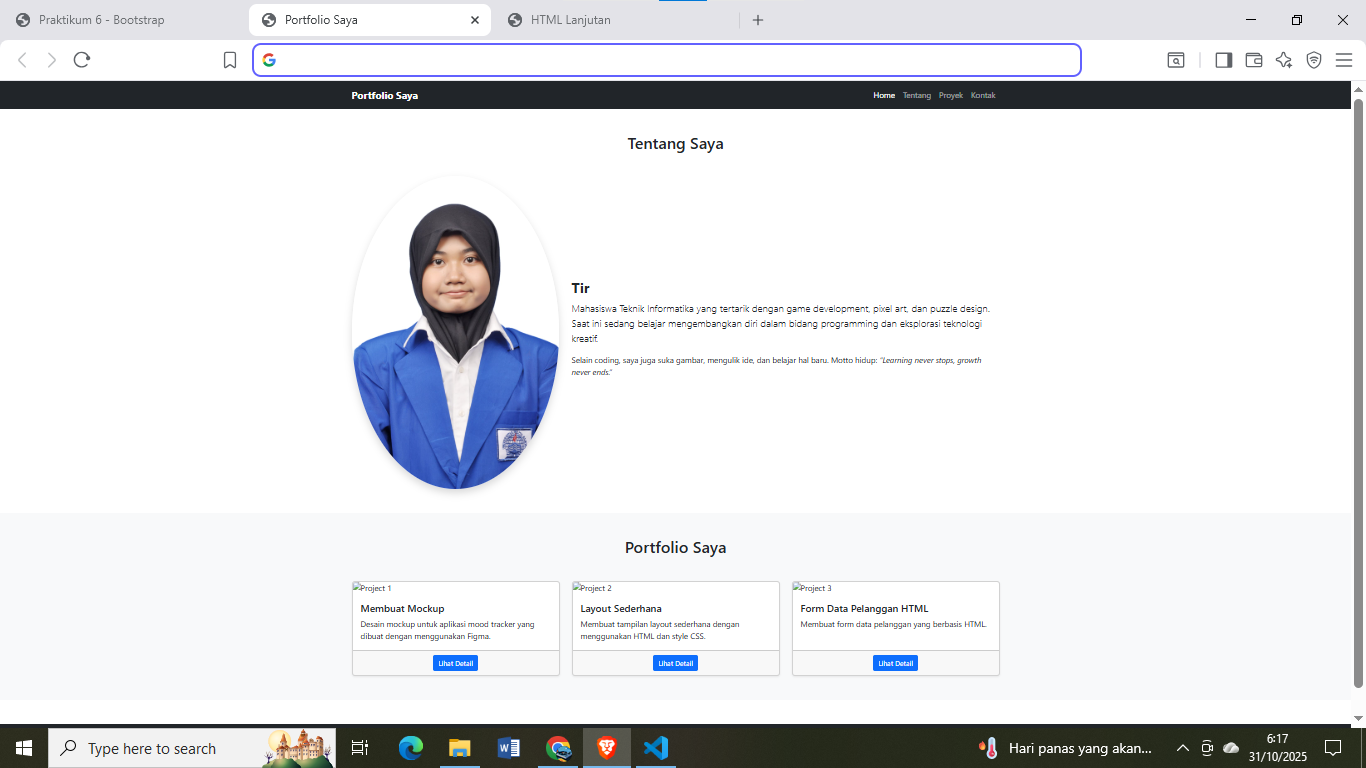 Praktikum 6 - Bootstrap
Portfolio Saya
HTML Lanjutan
Portfolio Saya
Home Tentang Proyek Kontak
Tentang Saya
Tir
Mahasiswa Teknik Informatika yang tertarik dengan game development, pixel art, dan puzzle design.
Saat ini sedang belajar mengembangkan diri dalam bidang programming dan eksplorasi teknologi
kreatif.
Selain coding, saya juga suka gambar, mengulik ide, dan belajar hal baru. Motto hidup: "Learning never stops, growth
never ends."
Portfolio Saya
Project 1
Membuat Mockup
Desain mockup untuk aplikasi mood tracker yang
dibuat dengan menggunakan Figma.
Lihat Detail
Project 2
Layout Sederhana
Membuat tampilan layout sederhana dengan
menggunakan HTML dan style CSS.
Lihat Detail
Project 3
Form Data Pelanggan HTML
Membuat form data pelanggan yang berbasis HTML.
Lihat Detail
Type here to search
Hari panas yang akan...
6:17
31/10/2025